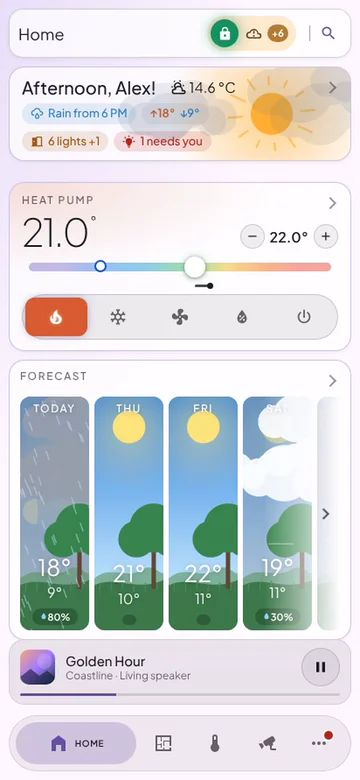 Home
+6
Afternoon, Alex!
14.6 °C
Rain from 6 PM
↑18° ↓9°
6 lights +1
1 needs you
HEAT PUMP
21.0°
− 22.0° +
FORECAST
TODAY THU FRI SAT
18° 21° 22° 19°
9° 10° 11° 11°
80% 30%
Golden Hour
Coastline · Living speaker
HOME